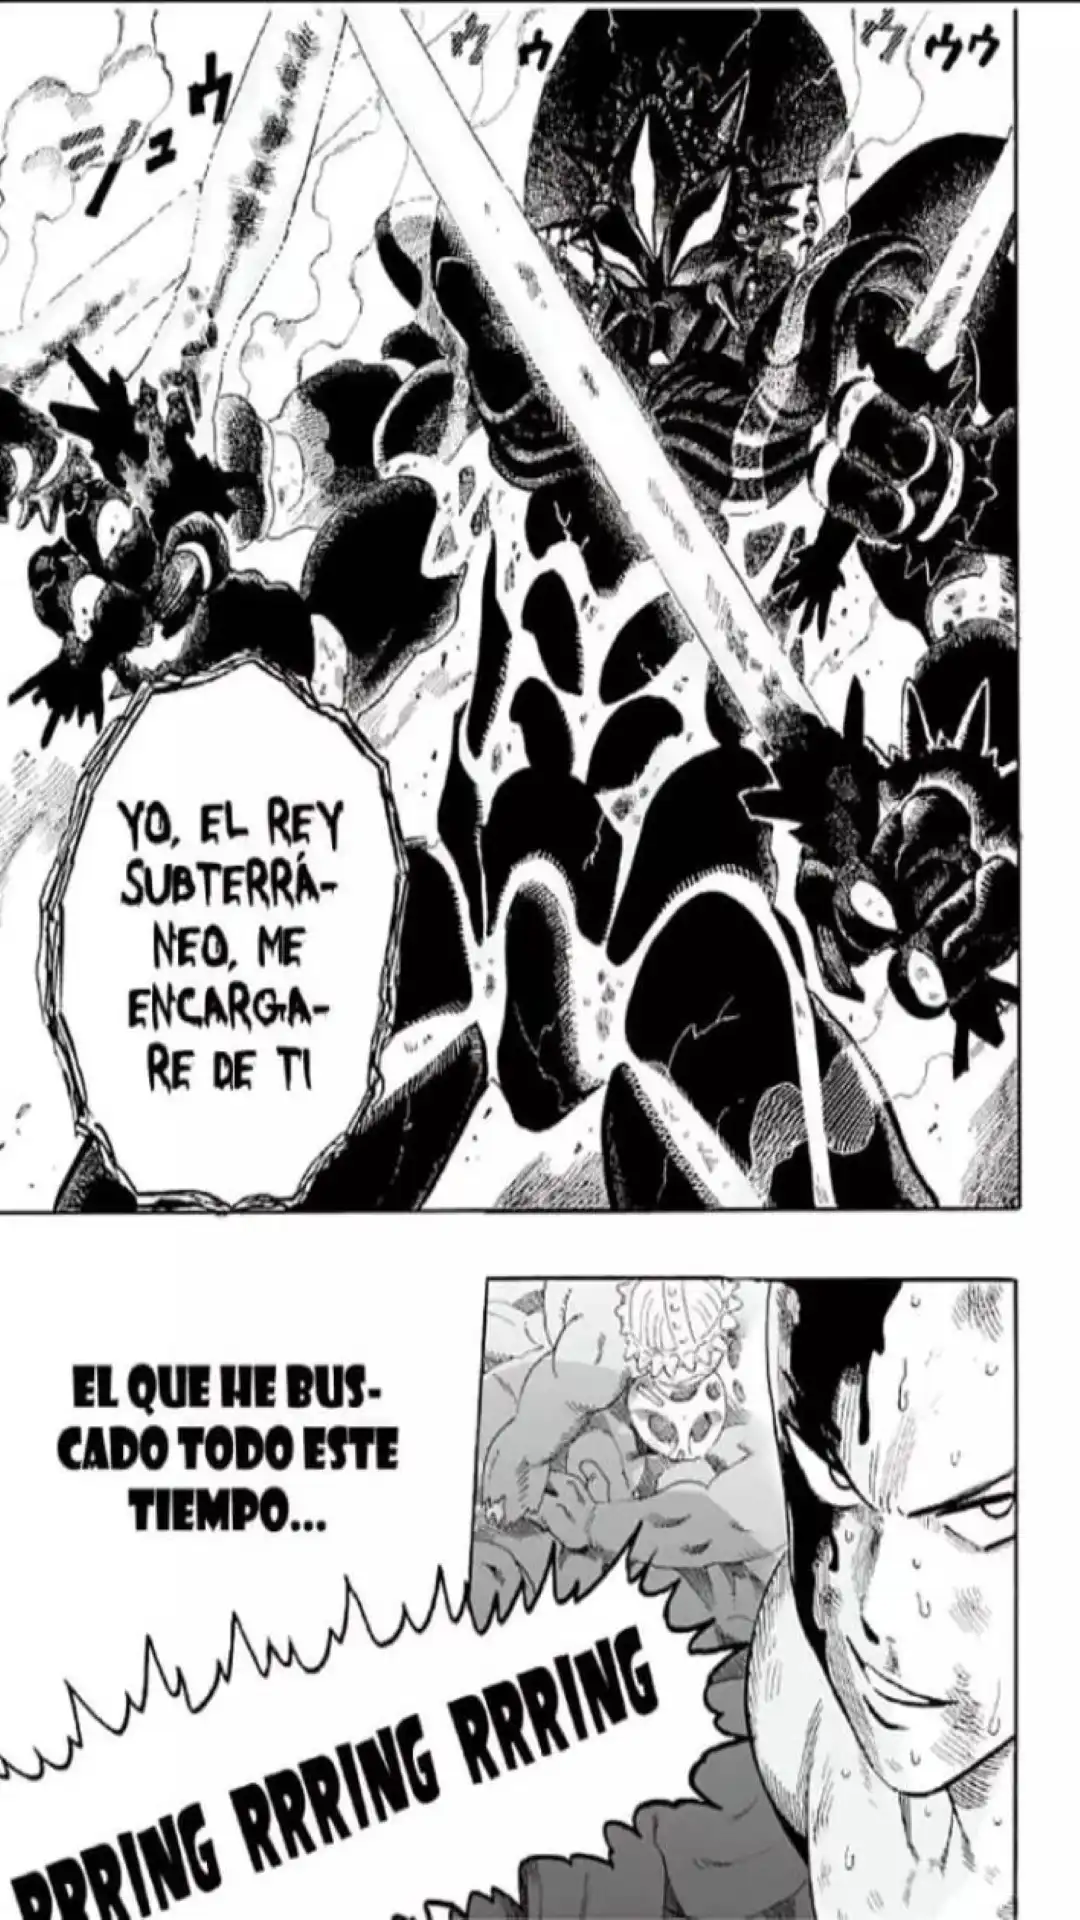 シュウ
ウウ
ウウウ
YO, EL REY
SUBTERRÁ-
NEO, ME
ENCARGA-
RE DE TI
EL QUE HE BUS-
CADO TODO ESTE
TIEMPO...
RRRING RRRING RRRING